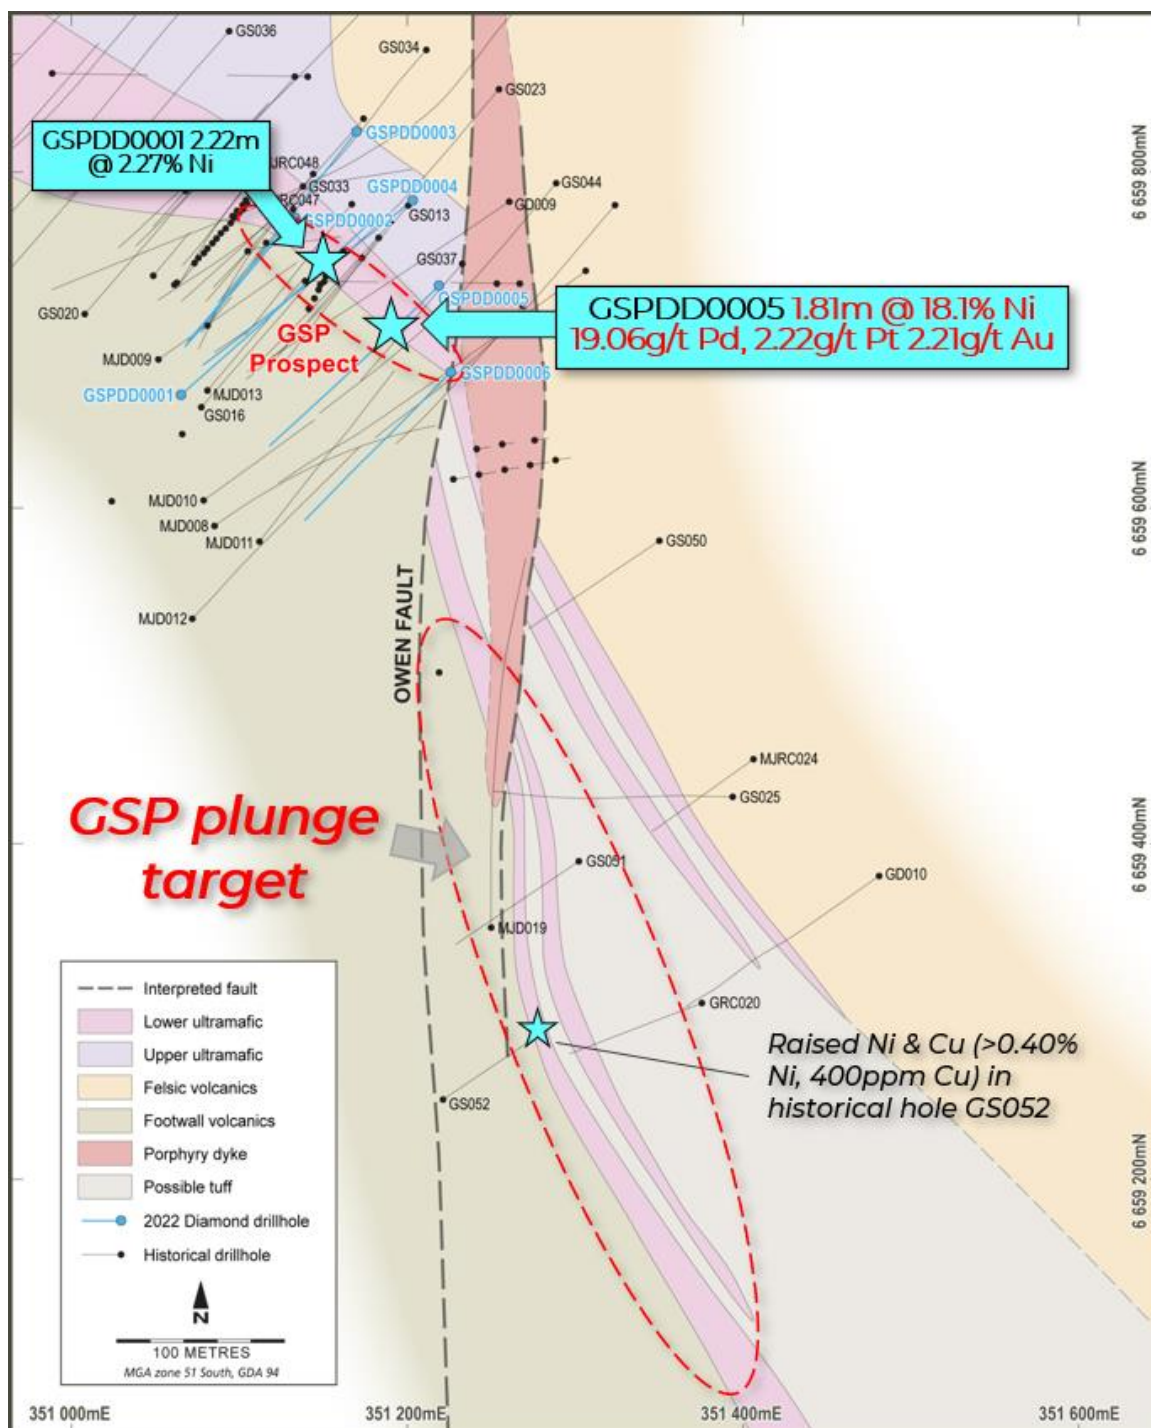 GS036
GS034
GS023
GSPDD0003
GSPDD0001 2.22m
@ 2.27% Ni
JRC048
GS033
RC047
GSPDD0004
GS044
GD009
GS013
GSPDD0002
GS037
GSPDD0005
GS020
GSPDD0005 1.81m @ 18.1% Ni
19.06g/t Pd, 2.22g/t Pt 2.21g/t Au
GSP
Prospect
MJD009
GSPDD0006
GSPDD0001
MJD013
GS016
MJD010
MJD008
MJD011
GS050
MJD012
OWEN FAULT
MJRC024
GS025
GSP plunge
target
GS051
GD010
MJD019
GRC020
Raised Ni & Cu (>0.40%
Ni, 400ppm Cu) in
historical hole GS052
GS052
Interpreted fault
Lower ultramafic
Upper ultramafic
Felsic volcanics
Footwall volcanics
Porphyry dyke
Possible tuff
2022 Diamond drillhole
Historical drillhole
N
100 METRES
MGA zone 51 South, GDA 94
6 659 800mN
6 659 600mN
6 659 400mN
6 659 200mN
351 000mE
351 200mE
351 400mE
351 600mE